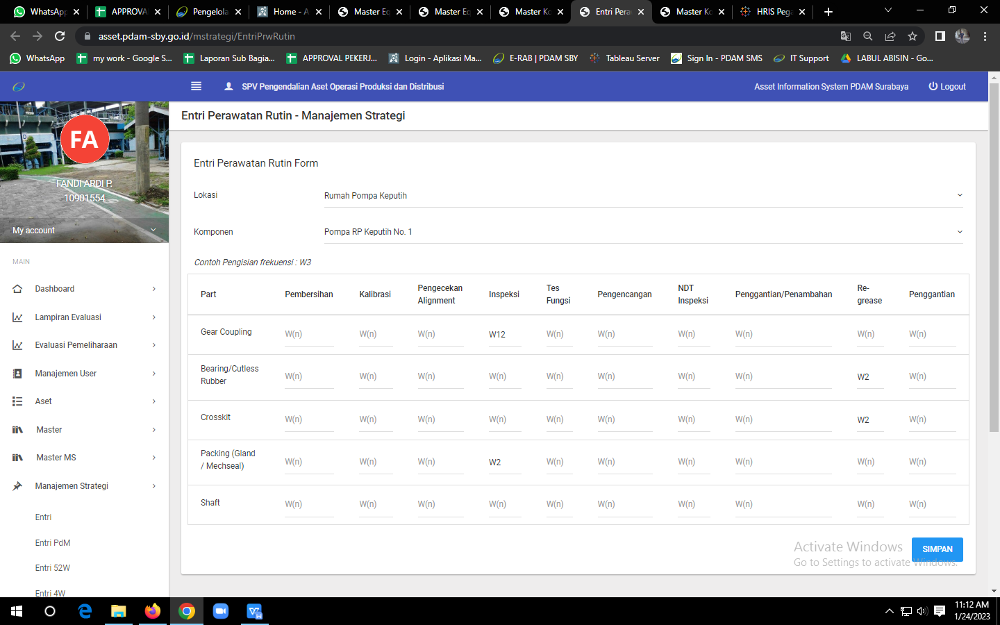 WhatsApp
APPROVA
Pengelola
Home - A
Master Eq
Master Eq
Master Ko
Entri Pera
Master Ko
HRIS Pega
asset.pdam-sby.go.id/mstrategi/EntriPrwRutin
WhatsApp
my work - Google S...
Laporan Sub Bagia...
APPROVAL PEKERJ...
Login - Aplikasi Ma...
E-RAB | PDAM SBY
Tableau Server
Sign In - PDAM SMS
IT Support
LABUL ABISIN - Go...
SPV Pengendalian Aset Operasi Produksi dan Distribusi
Asset Information System PDAM Surabaya
Logout
FA
FANDI ARDI P.
10901554
My account
MAIN
Dashboard
Lampiran Evaluasi
Evaluasi Pemeliharaan
Manajemen User
Aset
Master
Master MS
Manajemen Strategi
Entri
Entri PdM
Entri 52W
Entri 4W
Entri Perawatan Rutin - Manajemen Strategi
Entri Perawatan Rutin Form
Lokasi
Rumah Pompa Keputih
Komponen
Pompa RP Keputih No. 1
Contoh Pengisian frekuensi : W3
Part Pembersihan Kalibrasi Pengecekan Alignment Inspeksi Tes Fungsi Pengencangan NDT Inspeksi Penggantian/Penambahan Re-grease Penggantian
Gear Coupling W(n) W(n) W(n) W12 W(n) W(n) W(n) W(n) W(n) W(n)
Bearing/Cutless Rubber W(n) W(n) W(n) W(n) W(n) W(n) W(n) W(n) W2 W(n)
Crosskit W(n) W(n) W(n) W(n) W(n) W(n) W(n) W(n) W2 W(n)
Packing (Gland / Mechseal) W(n) W(n) W(n) W2 W(n) W(n) W(n) W(n) W(n) W(n)
Shaft W(n) W(n) W(n) W(n) W(n) W(n) W(n) W(n) W(n) W(n)
SIMPAN
Activate Windows
Go to Settings to activate Windows.
11:12 AM
1/24/2023